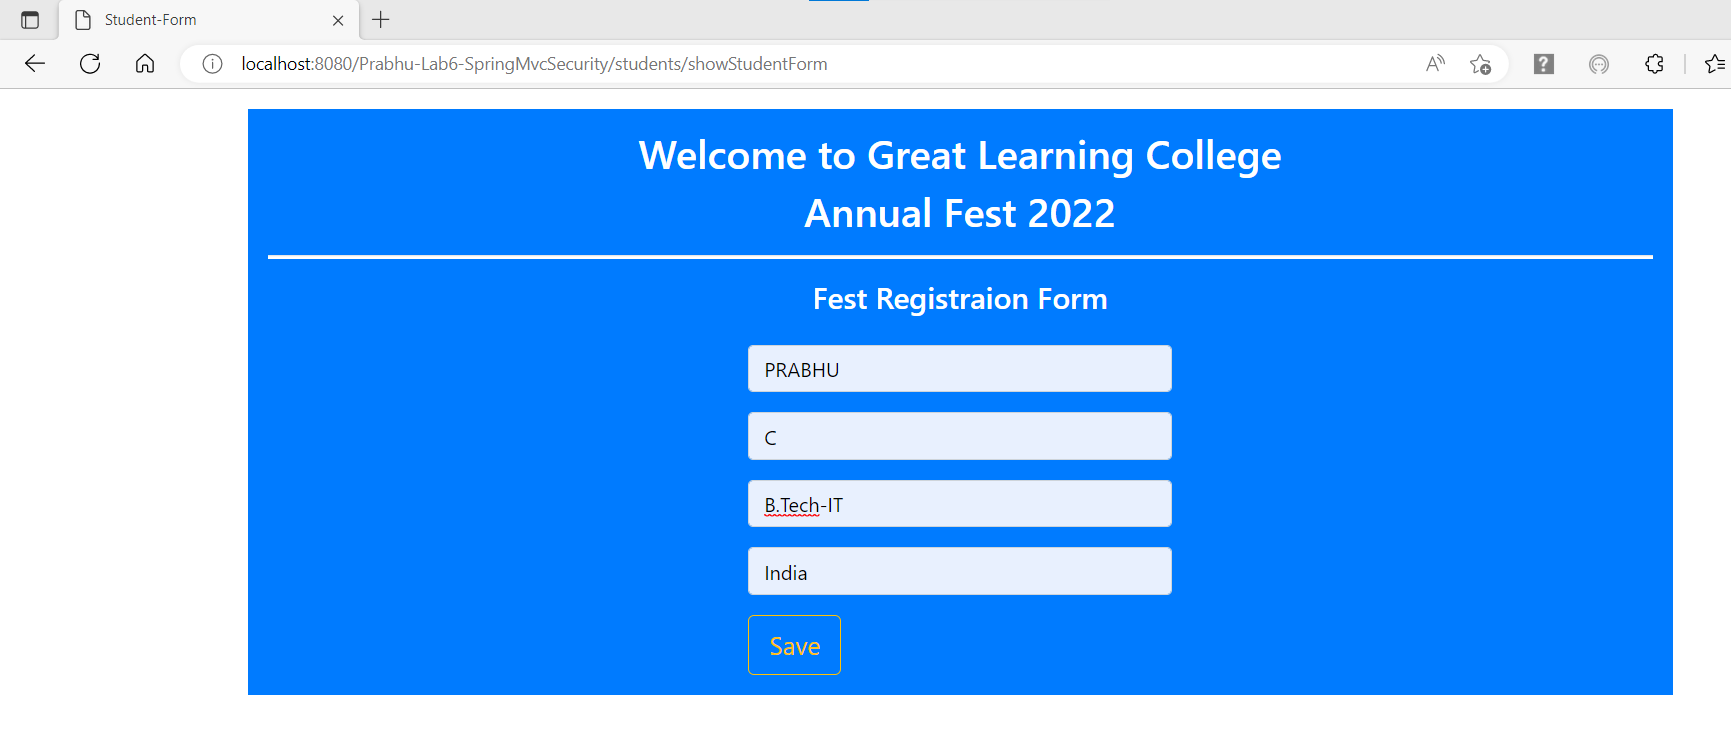 Student-Form
localhost:8080/Prabhu-Lab6-SpringMvcSecurity/students/showStudentForm
Welcome to Great Learning College
Annual Fest 2022
Fest Registraion Form
PRABHU
C
B.Tech-IT
India
Save